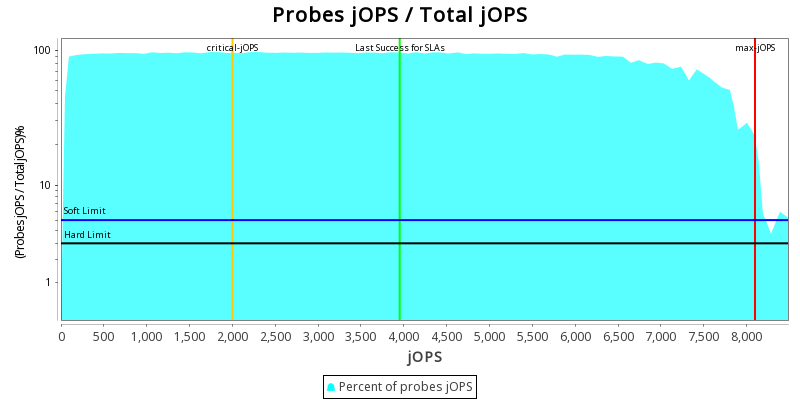 Probes jOPS / Total jOPS
(Probes jOPS / Total jOPS)%
100
10
1
critical-jOPS
Last Success for SLAs
max-jOPS
Soft Limit
Hard Limit
0 500 1,000 1,500 2,000 2,500 3,000 3,500 4,000 4,500 5,000 5,500 6,000 6,500 7,000 7,500 8,000
jOPS
Percent of probes jOPS